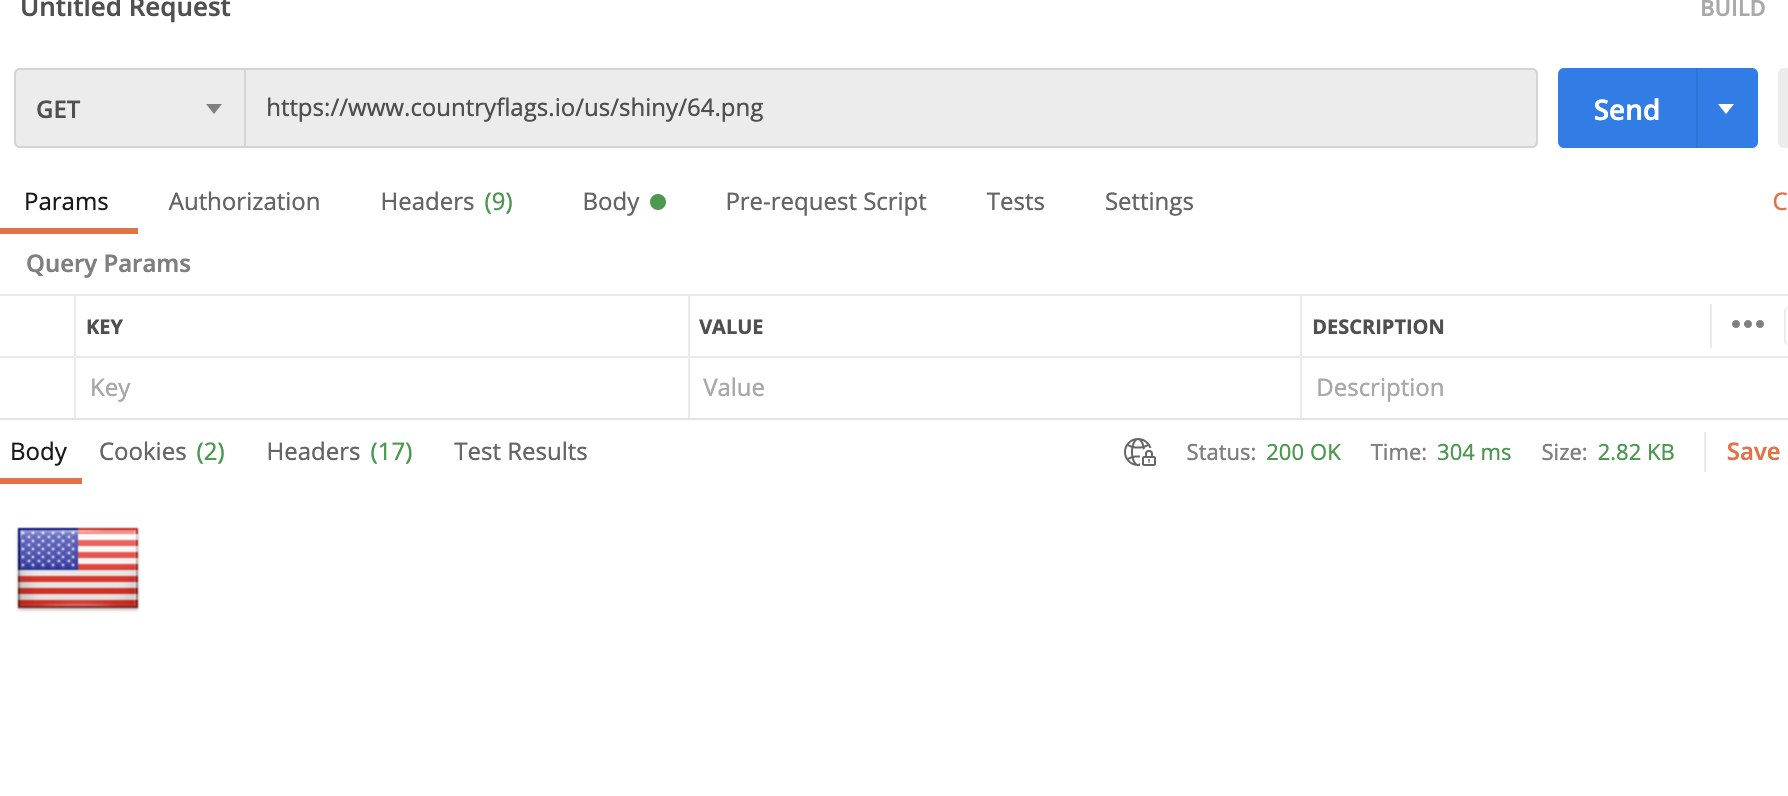 Untitled Request
BUILD
GET
https://www.countryflags.io/us/shiny/64.png
Send
Params
Authorization
Headers (9)
Body
Pre-request Script
Tests
Settings
C
Query Params
KEY
VALUE
DESCRIPTION
Key
Value
Description
Body
Cookies (2)
Headers (17)
Test Results
Status: 200 OK
Time: 304 ms
Size: 2.82 KB
Save